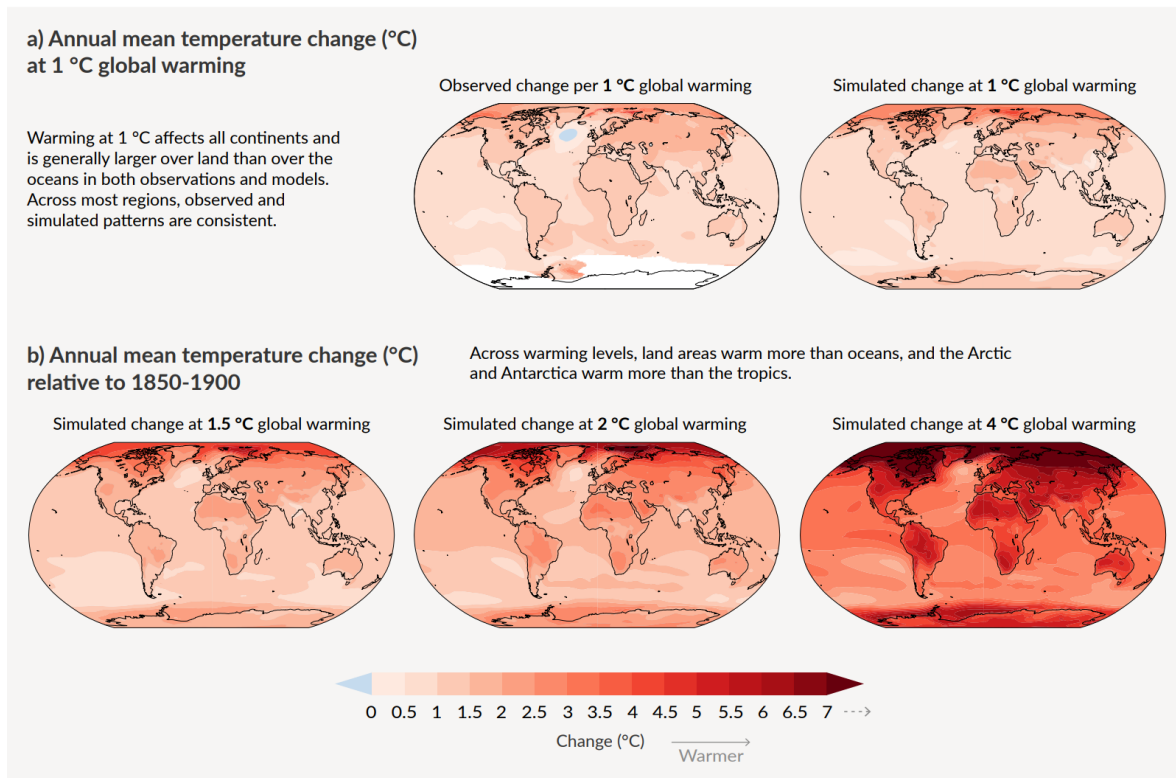 a) Annual mean temperature change (°C)
at 1 °C global warming
Warming at 1 °C affects all continents and
is generally larger over land than over the
oceans in both observations and models.
Across most regions, observed and
simulated patterns are consistent.
Observed change per 1 °C global warming
Simulated change at 1 °C global warming
b) Annual mean temperature change (°C)
relative to 1850-1900
Across warming levels, land areas warm more than oceans, and the Arctic
and Antarctica warm more than the tropics.
Simulated change at 1.5 °C global warming
Simulated change at 2 °C global warming
Simulated change at 4 °C global warming
0 0.5 1 1.5 2 2.5 3 3.5 4 4.5 5 5.5 6 6.5 7
Change (°C)
Warmer